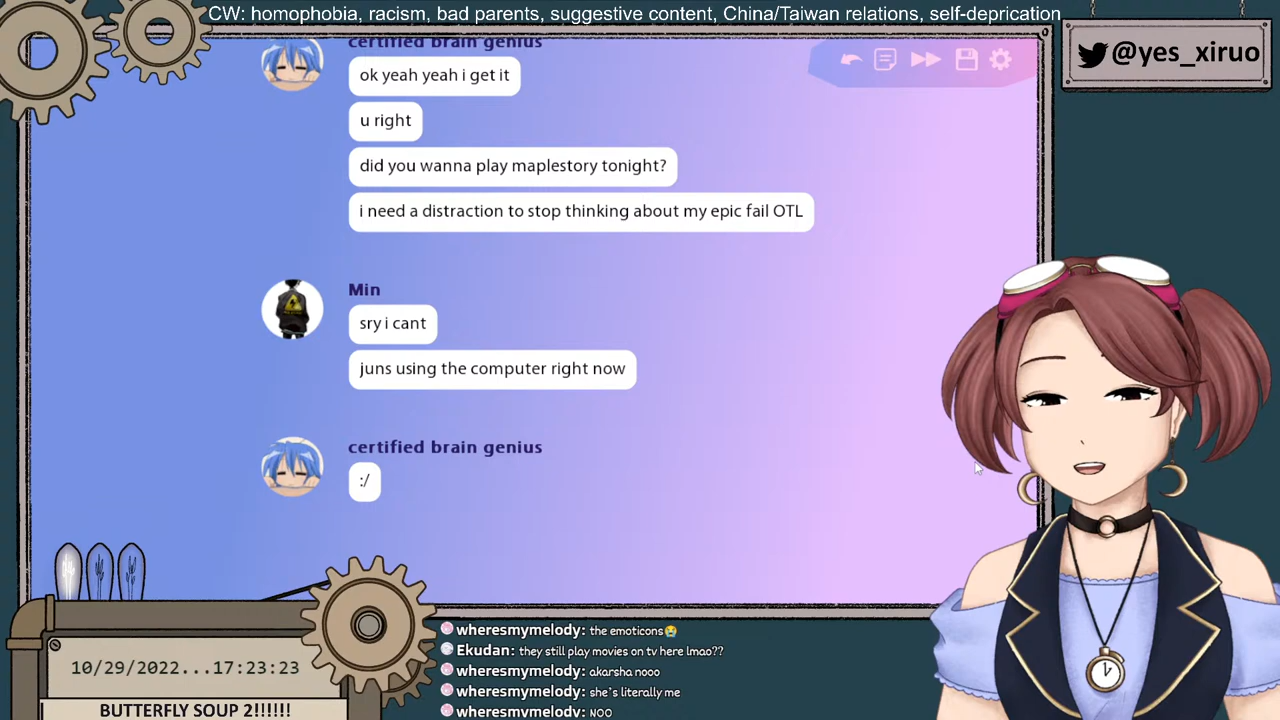 CW: homophobia, racism, bad parents, suggestive content, China/Taiwan relations, self-deprication
@yes_xiruo
certified brain genius
ok yeah yeah i get it
u right
did you wanna play maplestory tonight?
i need a distraction to stop thinking about my epic fail OTL
Min
sry i cant
juns using the computer right now
certified brain genius
:/
10/29/2022...17:23:23
BUTTERFLY SOUP 2!!!!!!
wheresmymelody: the emoticons😭
Ekudan: they still play movies on tv here lmao??
wheresmymelody: akarsha nooo
wheresmymelody: she's literally me
wheresmymelody: NOO